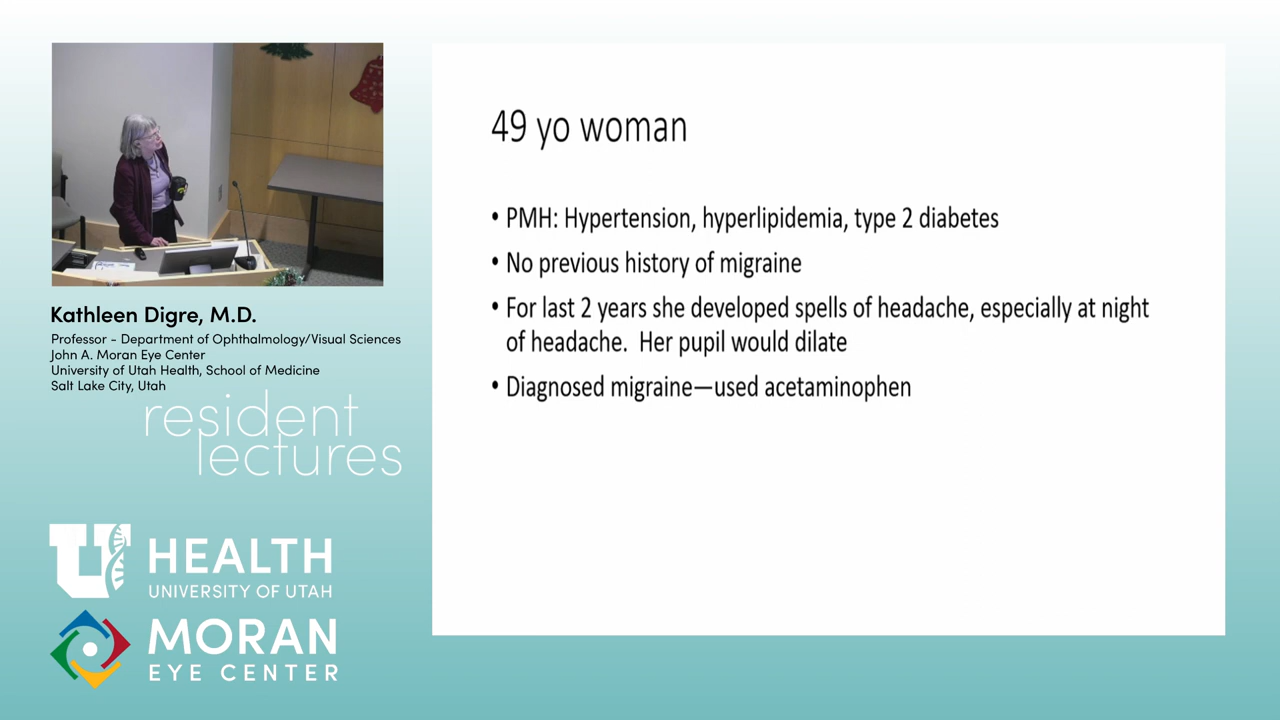 Kathleen Digre, M.D.
Professor - Department of Ophthalmology/Visual Sciences
John A. Moran Eye Center
University of Utah Health, School of Medicine
Salt Lake City, Utah
resident
lectures
U HEALTH
UNIVERSITY OF UTAH
MORAN
EYE CENTER
49 yo woman
• PMH: Hypertension, hyperlipidemia, type 2 diabetes
• No previous history of migraine
• For last 2 years she developed spells of headache, especially at night
of headache.  Her pupil would dilate
• Diagnosed migraine—used acetaminophen